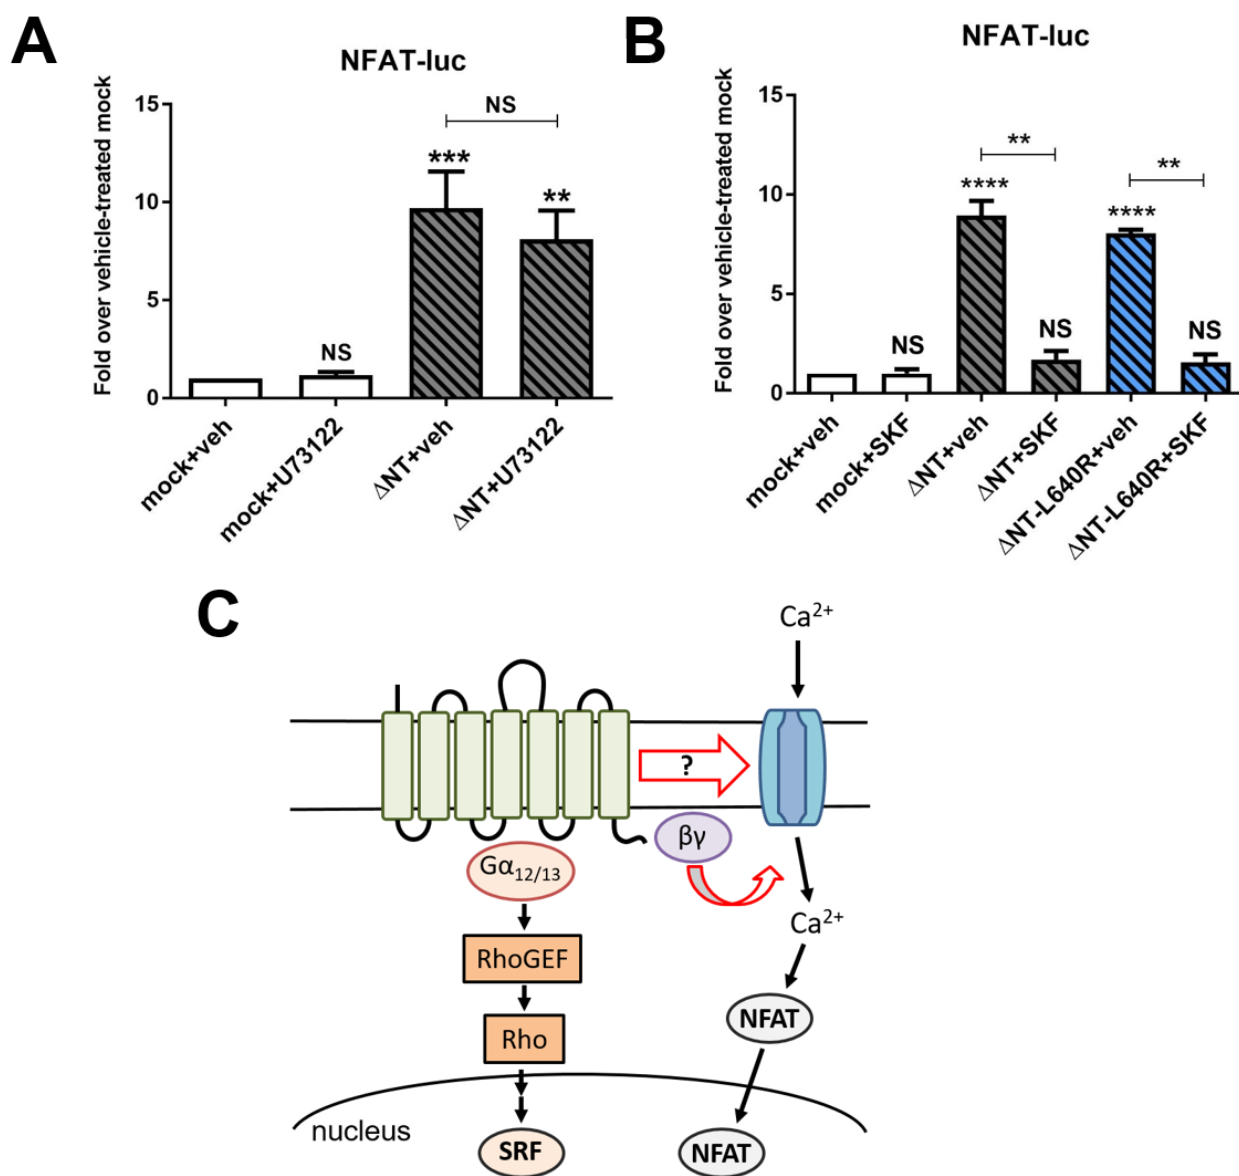 A
NFAT-luc
Fold over vehicle-treated mock
15
10
5
0
NS
***
**
NS
mock+veh
mock+U73122
ΔNT+veh
ΔNT+U73122
B
NFAT-luc
Fold over vehicle-treated mock
15
10
5
0
**
**
****
****
NS
NS
NS
mock+veh
mock+SKF
ΔNT+veh
ΔNT+SKF
ΔNT-L640R+veh
ΔNT-L640R+SKF
C
Ca²⁺
?
βγ
Gα₁₂/₁₃
Ca²⁺
RhoGEF
NFAT
Rho
nucleus
SRF
NFAT